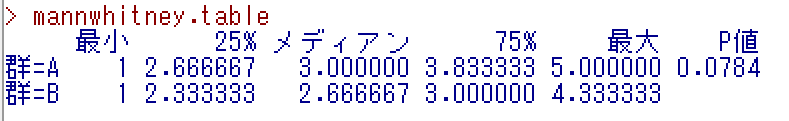 > mannwhitney.table
最小 25% メディアン 75% 最大 P値
群=A 1 2.666667 3.000000 3.833333 5.000000 0.0784
群=B 1 2.333333 2.666667 3.000000 4.333333